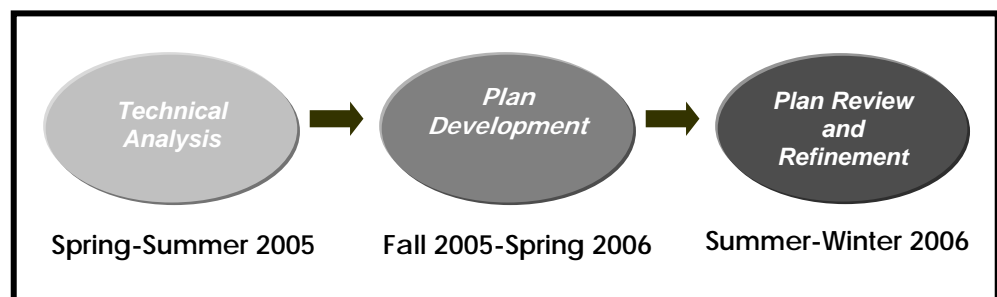 Technical
Analysis
Plan
Development
Plan Review
and
Refinement
Spring-Summer 2005
Fall 2005-Spring 2006
Summer-Winter 2006